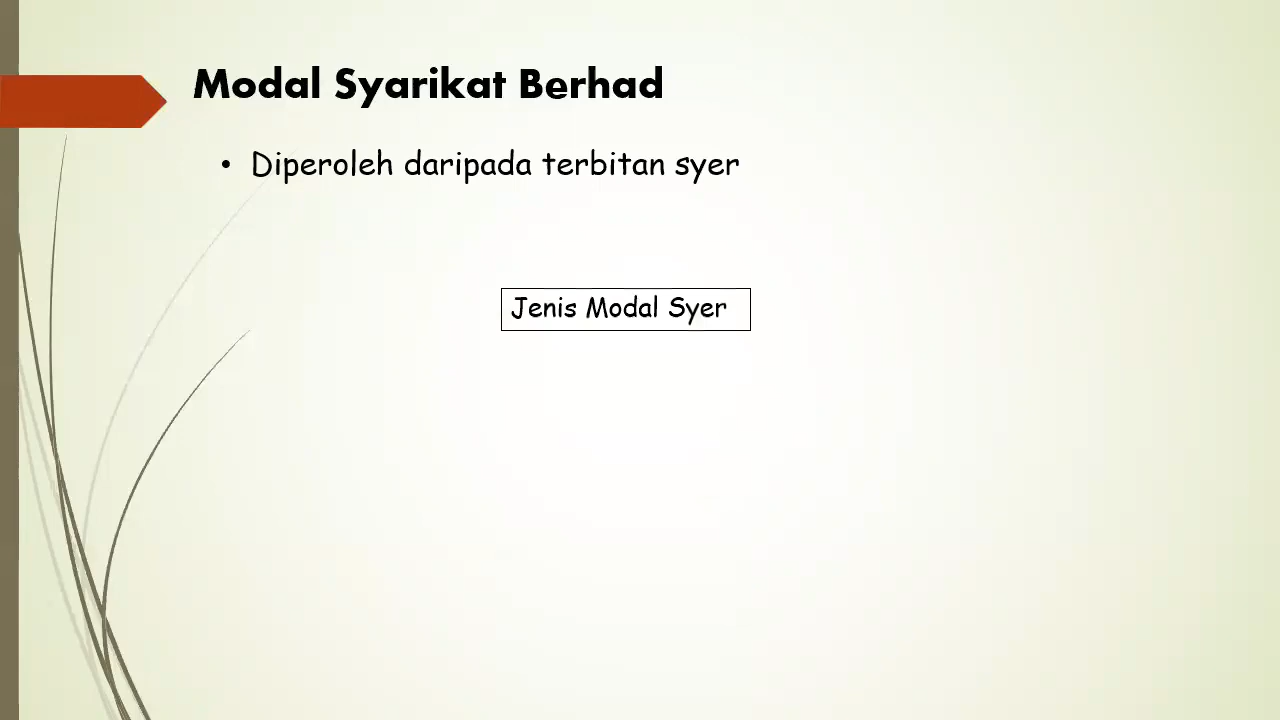 Modal Syarikat Berhad
• Diperoleh daripada terbitan syer
Jenis Modal Syer